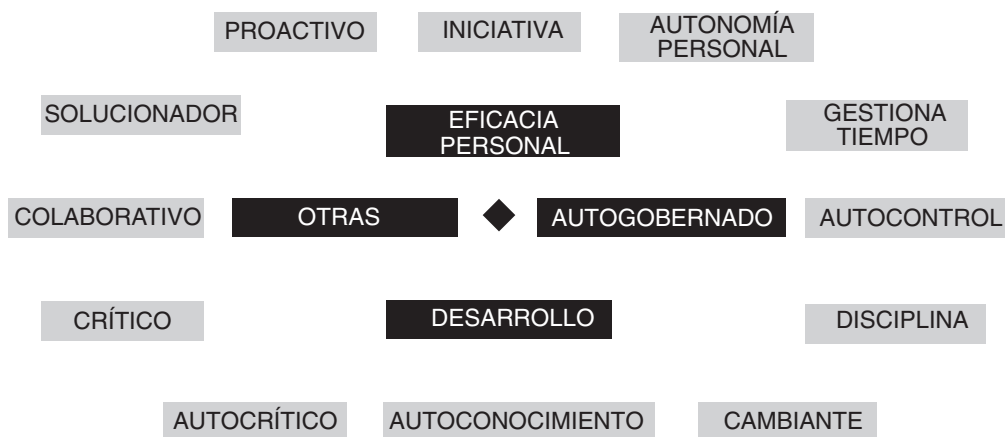 PROACTIVO
INICIATIVA
AUTONOMÍA
PERSONAL
SOLUCIONADOR
EFICACIA
PERSONAL
GESTIONA
TIEMPO
COLABORATIVO
OTRAS
AUTOGOBERNADO
AUTOCONTROL
CRÍTICO
DESARROLLO
DISCIPLINA
AUTOCRÍTICO
AUTOCONOCIMIENTO
CAMBIANTE